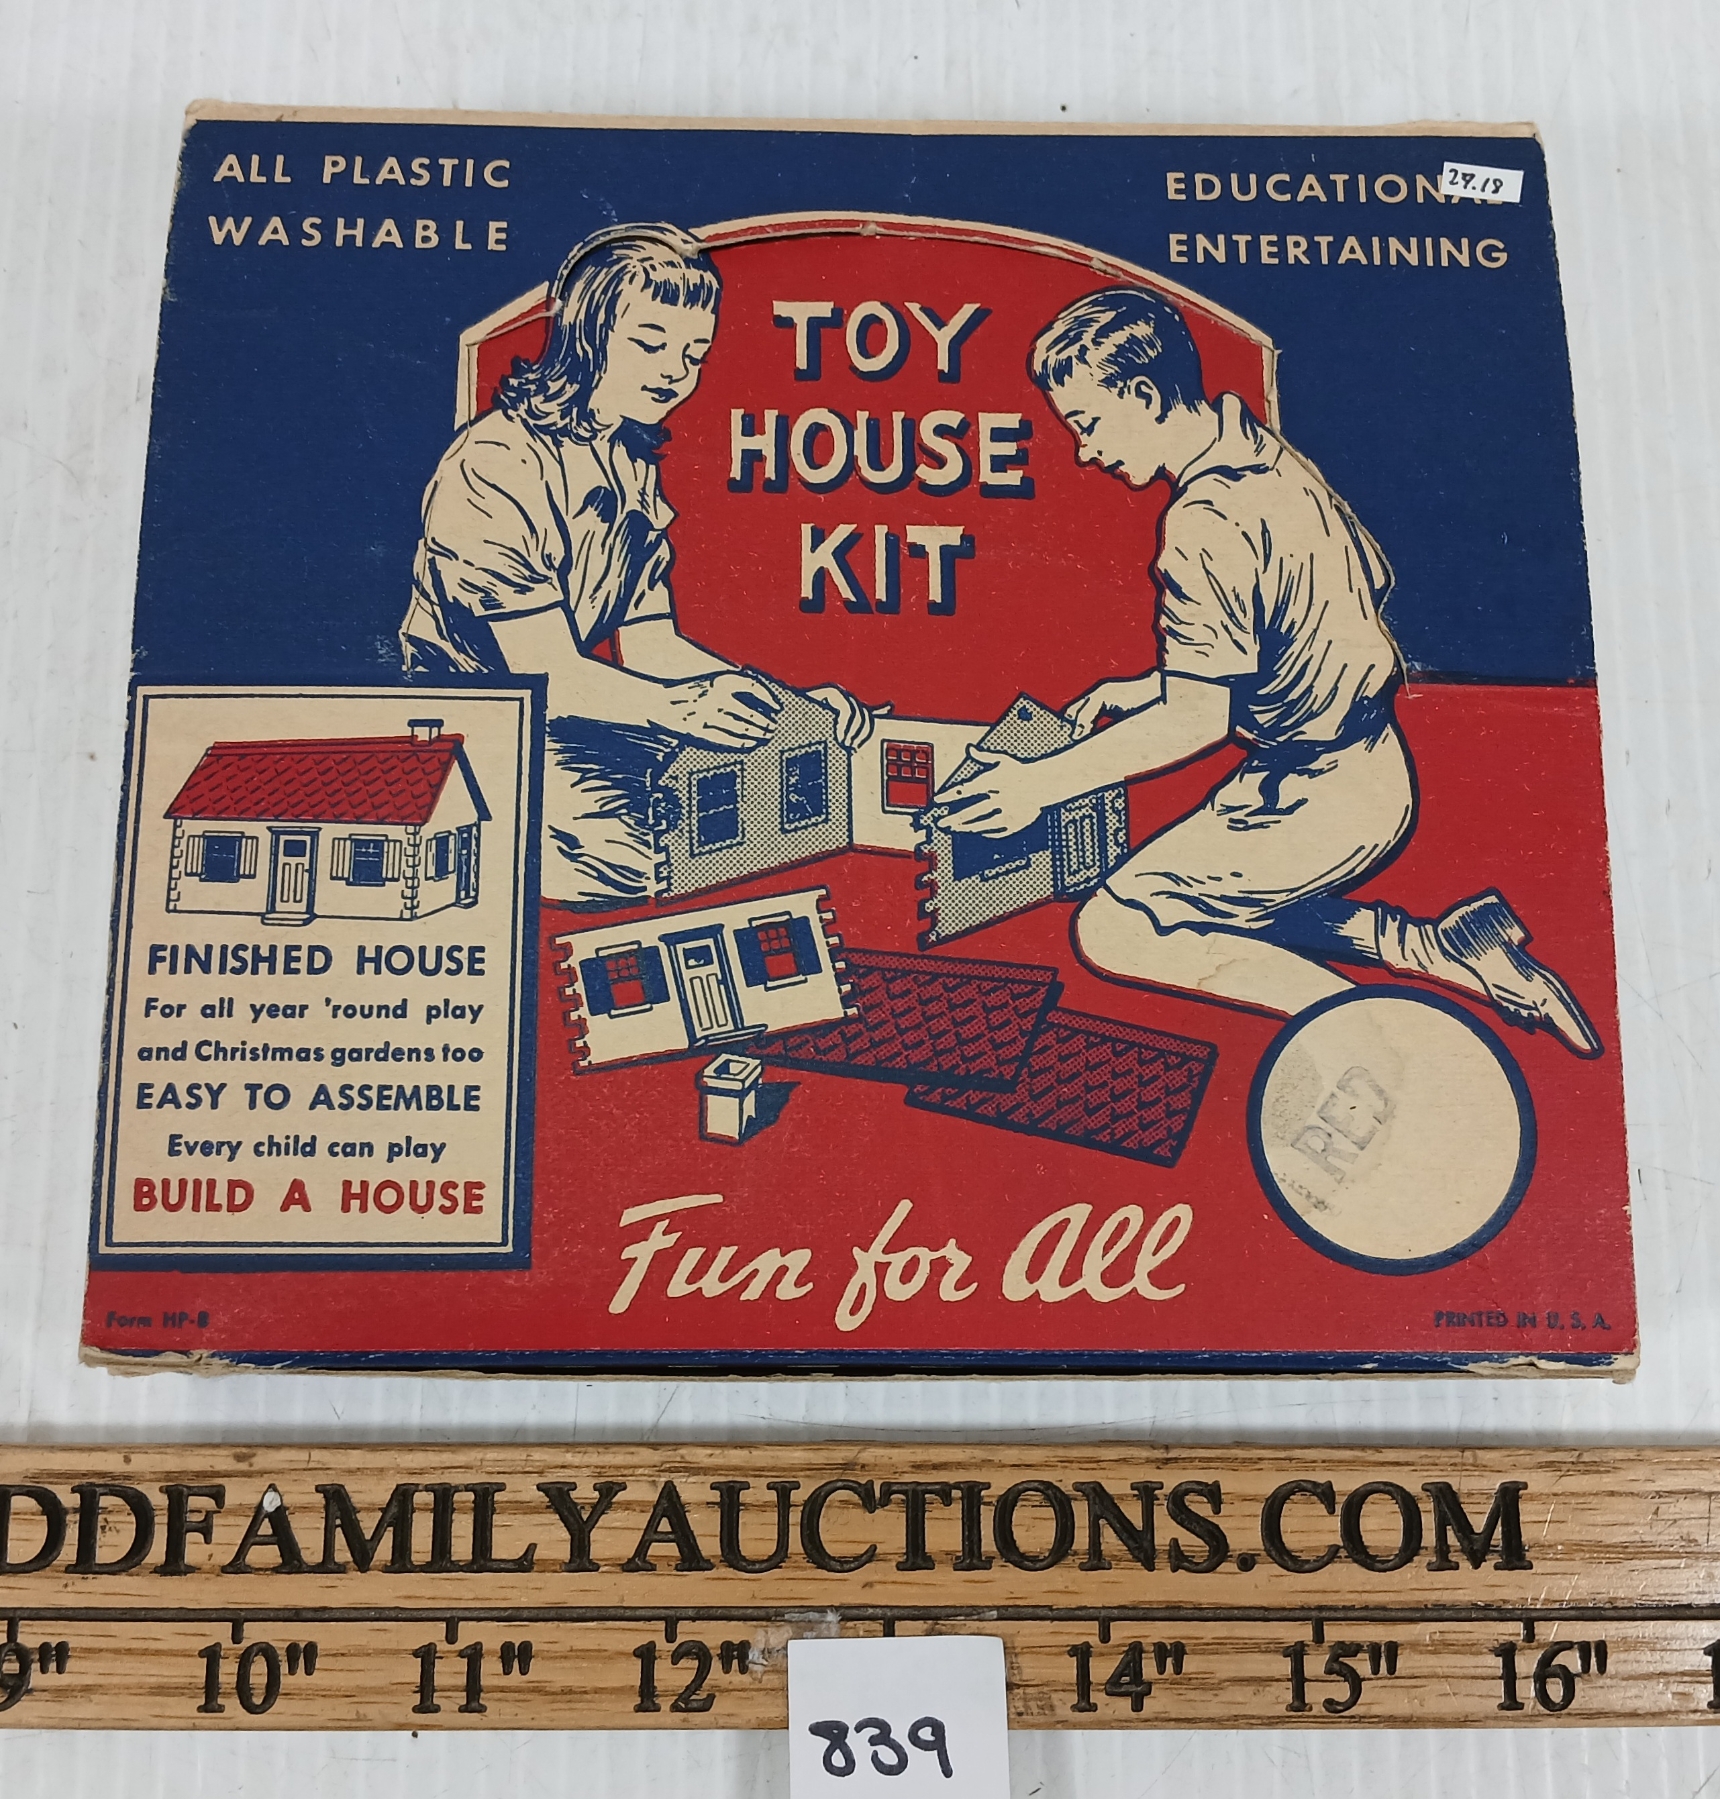 ALL PLASTIC
WASHABLE
27.18
ENTERTAINING
TOY
HOUSE
KIT
FINISHED HOUSE
For all year 'round play
and Christmas gardens too
EASY TO ASSEMBLE
Every child can play
BUILD A HOUSE
RED
Fun for All
Form HP-B
PRINTED IN U. S. A.
DDFAMILYAUCTIONS.COM
9" 10" 11" 12" 14" 15" 16"
839